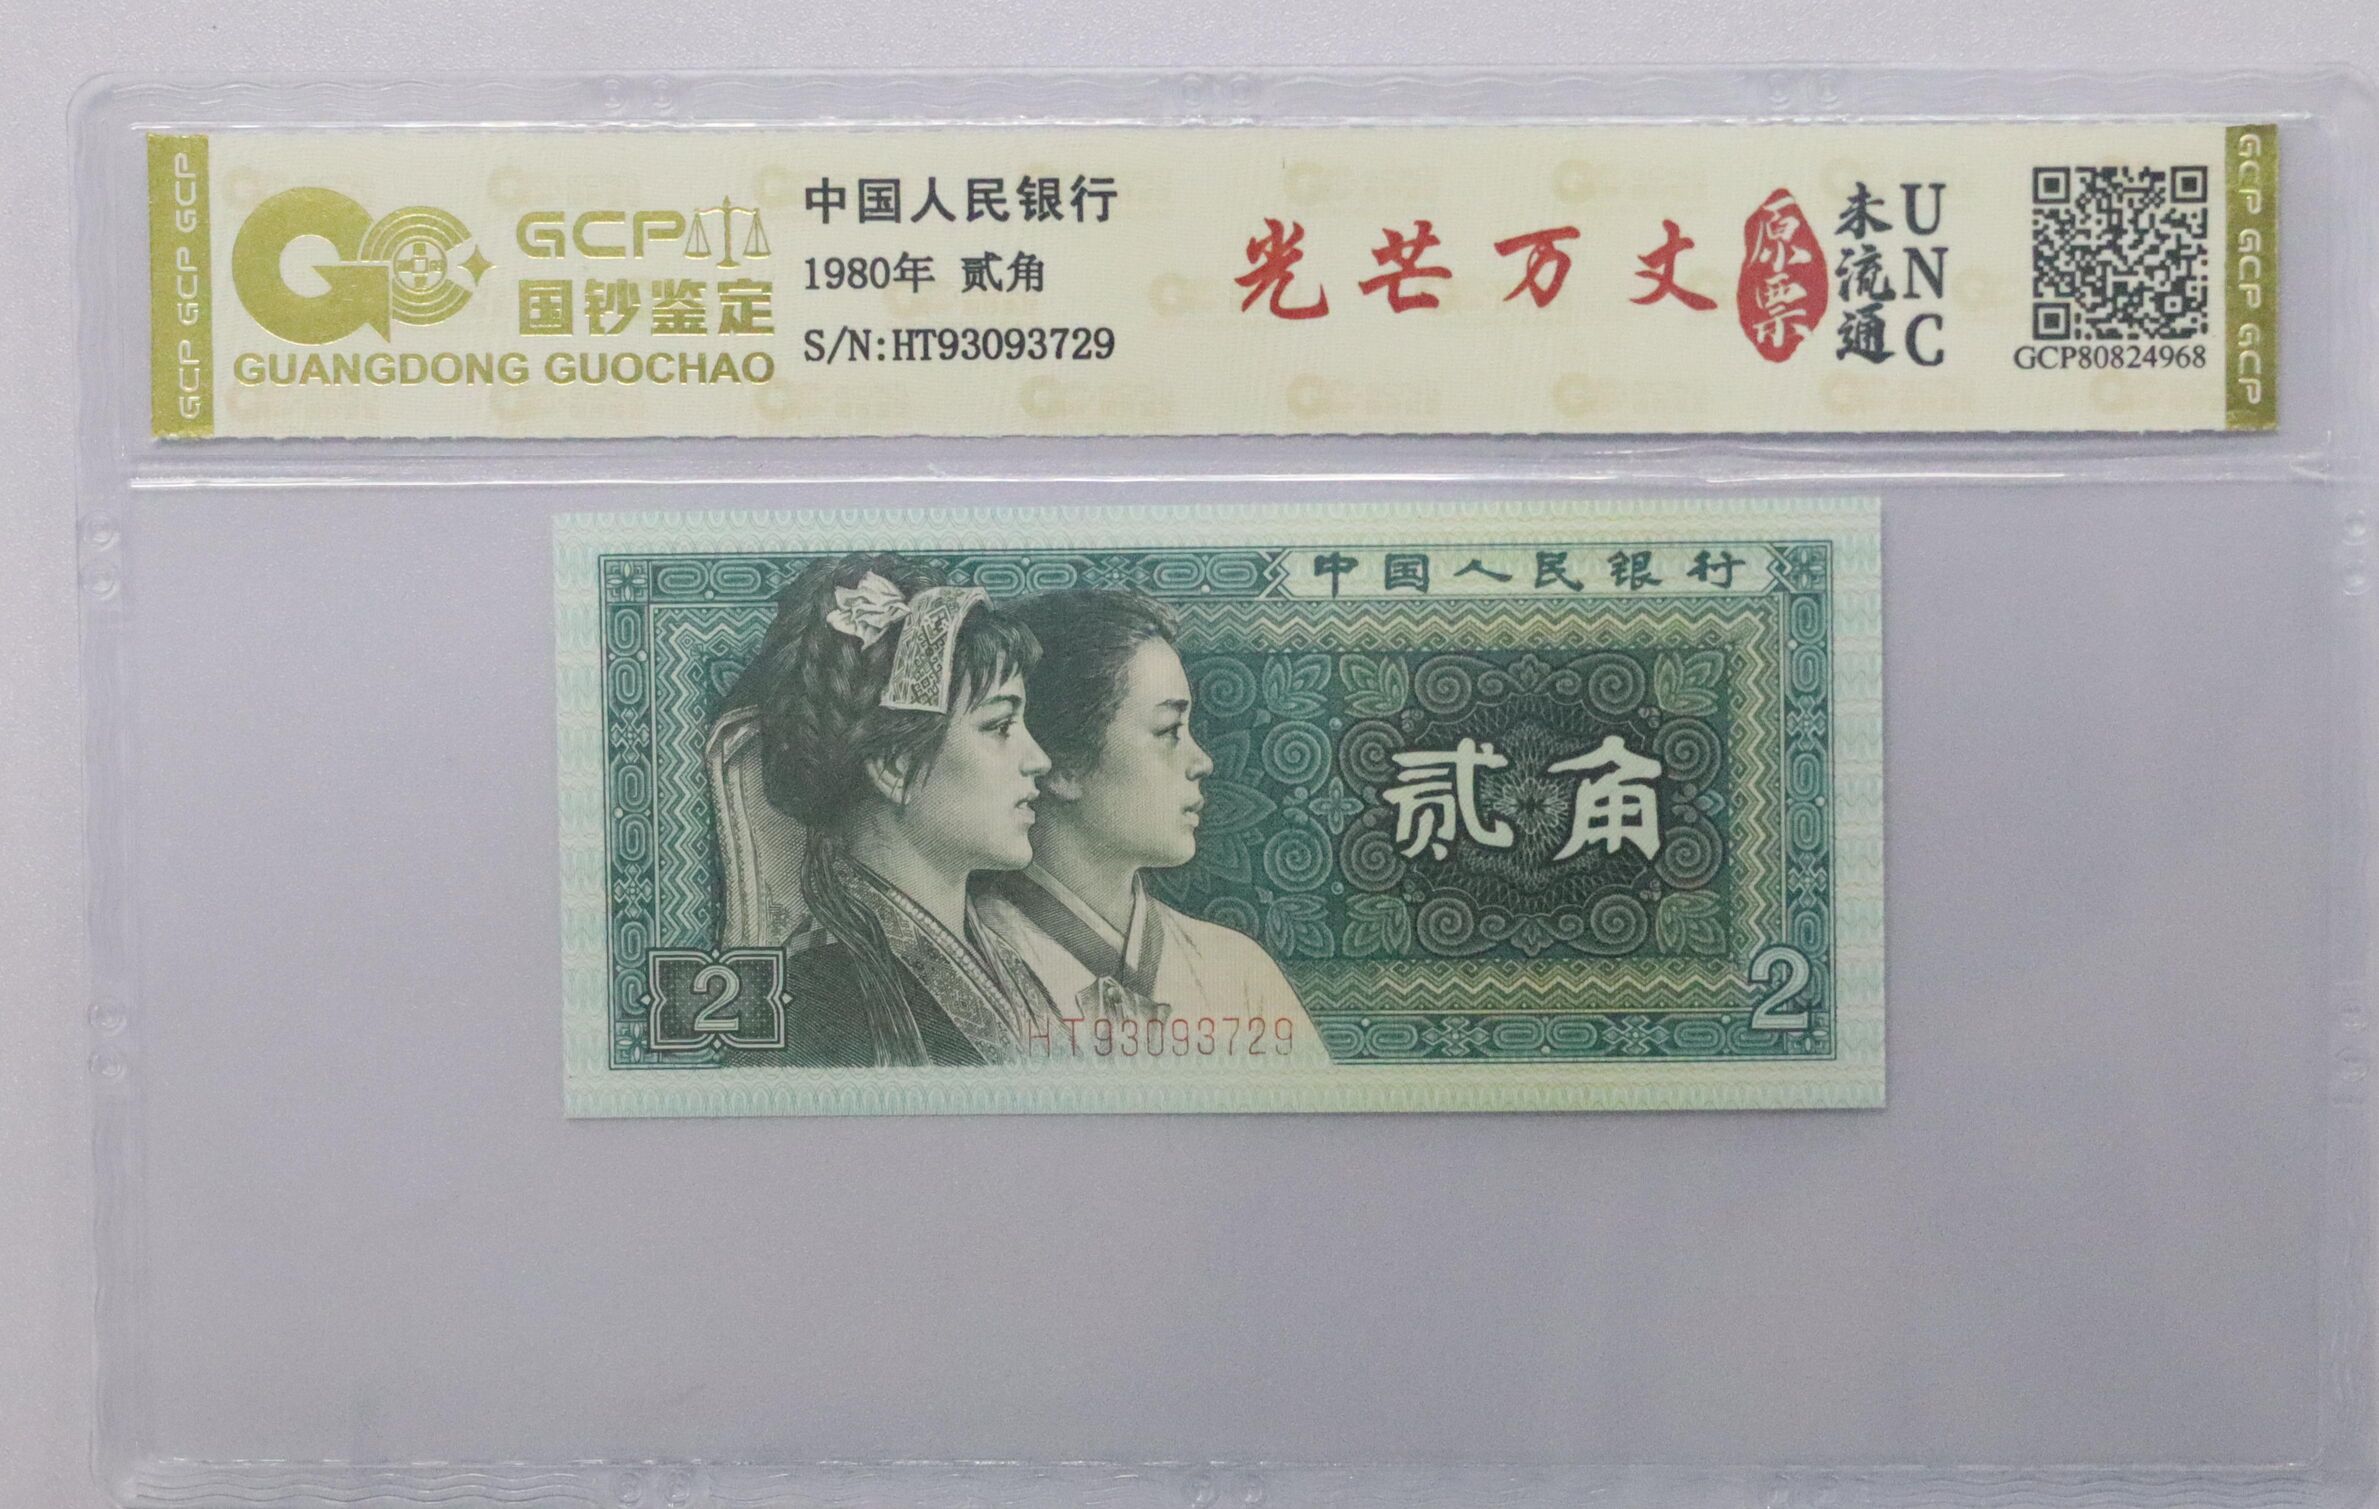 GCP GCP GCP
GCP
国钞鉴定
GUANGDONG GUOCHAO
中国人民银行
1980年 贰角
S/N:HT93093729
光芒万丈
原票
未流通
UNC
GCP80824968
GCP GCP GCP
中国人民银行
贰角
2
2
HT93093729